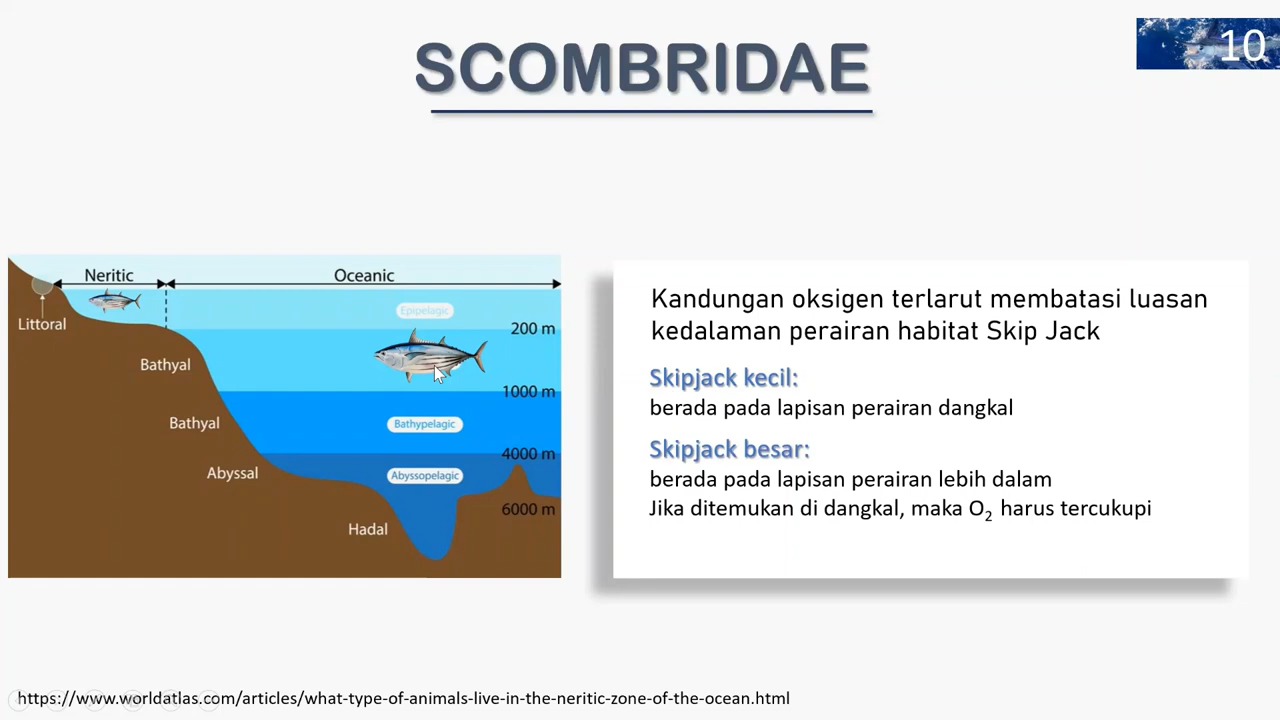 SCOMBRIDAE
10
Neritic
Oceanic
Littoral
Epipelagic
200 m
Bathyal
1000 m
Bathyal
Bathypelagic
4000 m
Abyssal
Abyssopelagic
6000 m
Hadal
Kandungan oksigen terlarut membatasi luasan
kedalaman perairan habitat Skip Jack
Skipjack kecil:
berada pada lapisan perairan dangkal
Skipjack besar:
berada pada lapisan perairan lebih dalam
Jika ditemukan di dangkal, maka O₂ harus tercukupi
https://www.worldatlas.com/articles/what-type-of-animals-live-in-the-neritic-zone-of-the-ocean.html